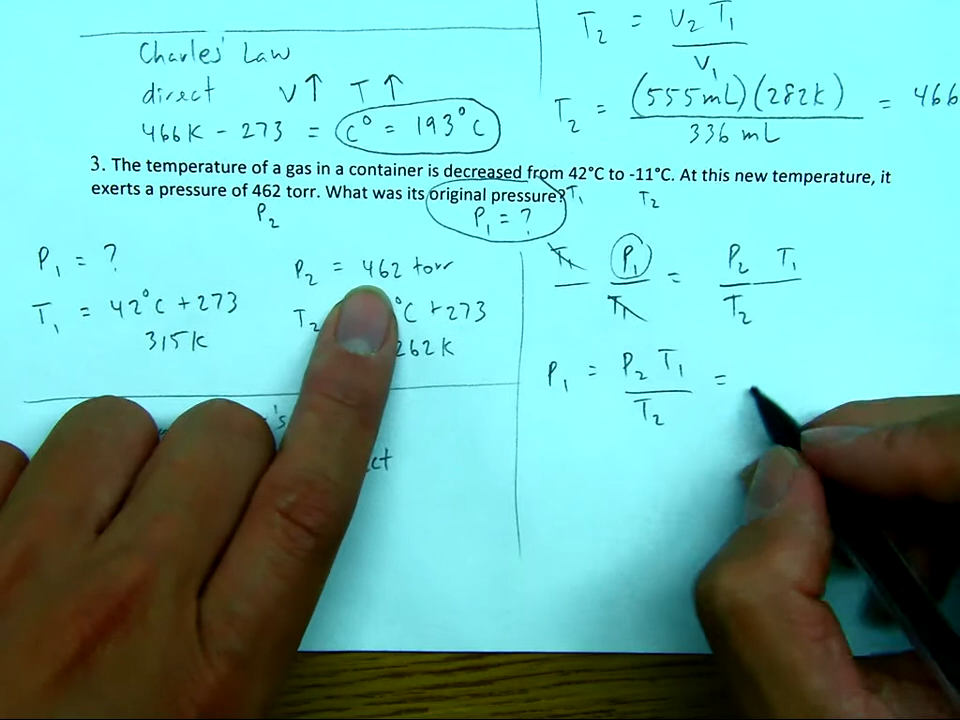 T₂ = V₂ T₁
V₁
Charles' Law
direct V↑ T↑
T₂ = (555mL)(282K) = 466
336 mL
466K - 273 = C° = 193°C
3. The temperature of a gas in a container is decreased from 42°C to -11°C. At this new temperature, it
exerts a pressure of 462 torr. What was its original pressure?
T₁ T₂
P₂ P₁ = ?
P₁ = ? P₂ = 462 torr
T₁ = 42°C + 273 T₂ °C + 273
315K 262K
T₁ P₁ = P₂ T₁
T₁ T₂
P₁ = P₂ T₁ =
T₂
's
ct